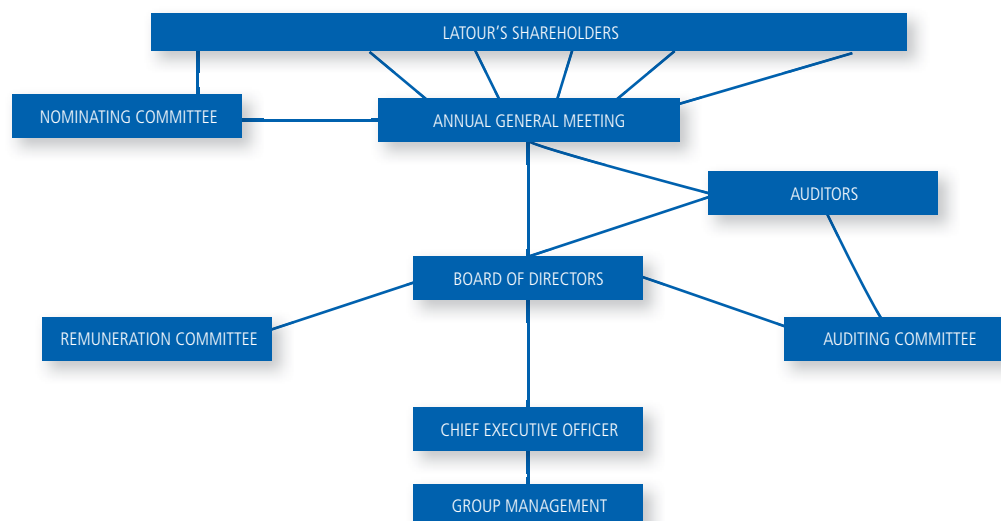 LATOUR’S SHAREHOLDERS
NOMINATING COMMITTEE
ANNUAL GENERAL MEETING
AUDITORS
BOARD OF DIRECTORS
REMUNERATION COMMITTEE
AUDITING COMMITTEE
CHIEF EXECUTIVE OFFICER
GROUP MANAGEMENT